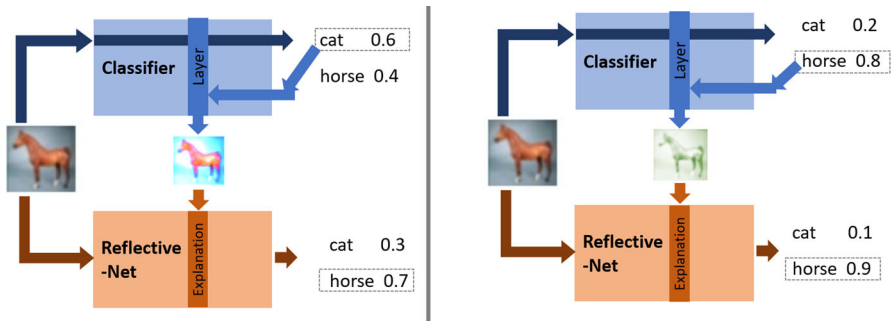 cat 0.6
Classifier
Layer
horse 0.4
Reflective
-Net
Explanation
cat 0.3
horse 0.7
cat 0.2
Classifier
Layer
horse 0.8
Reflective
-Net
Explanation
cat 0.1
horse 0.9